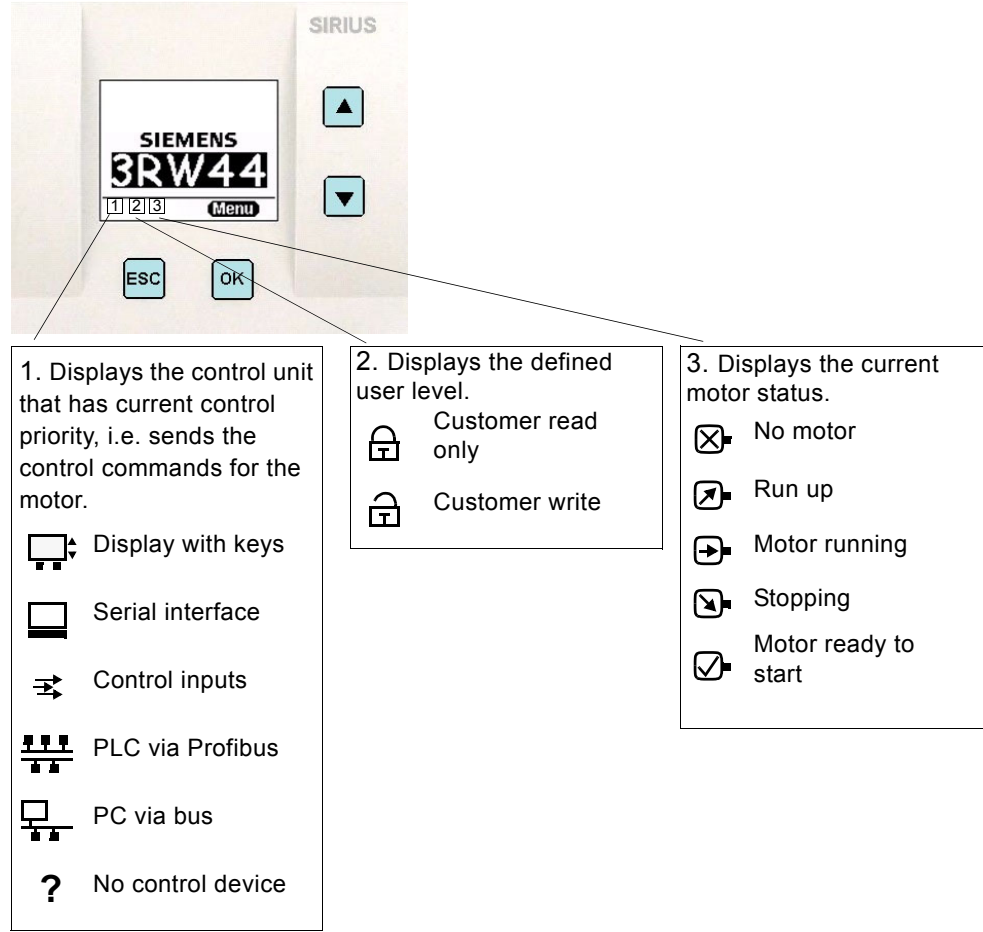 SIRIUS
SIEMENS
3RW44
1 2 3 Menu
ESC OK
1. Displays the control unit
that has current control
priority, i.e. sends the
control commands for the
motor.
Display with keys
Serial interface
Control inputs
PLC via Profibus
PC via bus
? No control device
2. Displays the defined
user level.
Customer read
only
Customer write
3. Displays the current
motor status.
No motor
Run up
Motor running
Stopping
Motor ready to
start